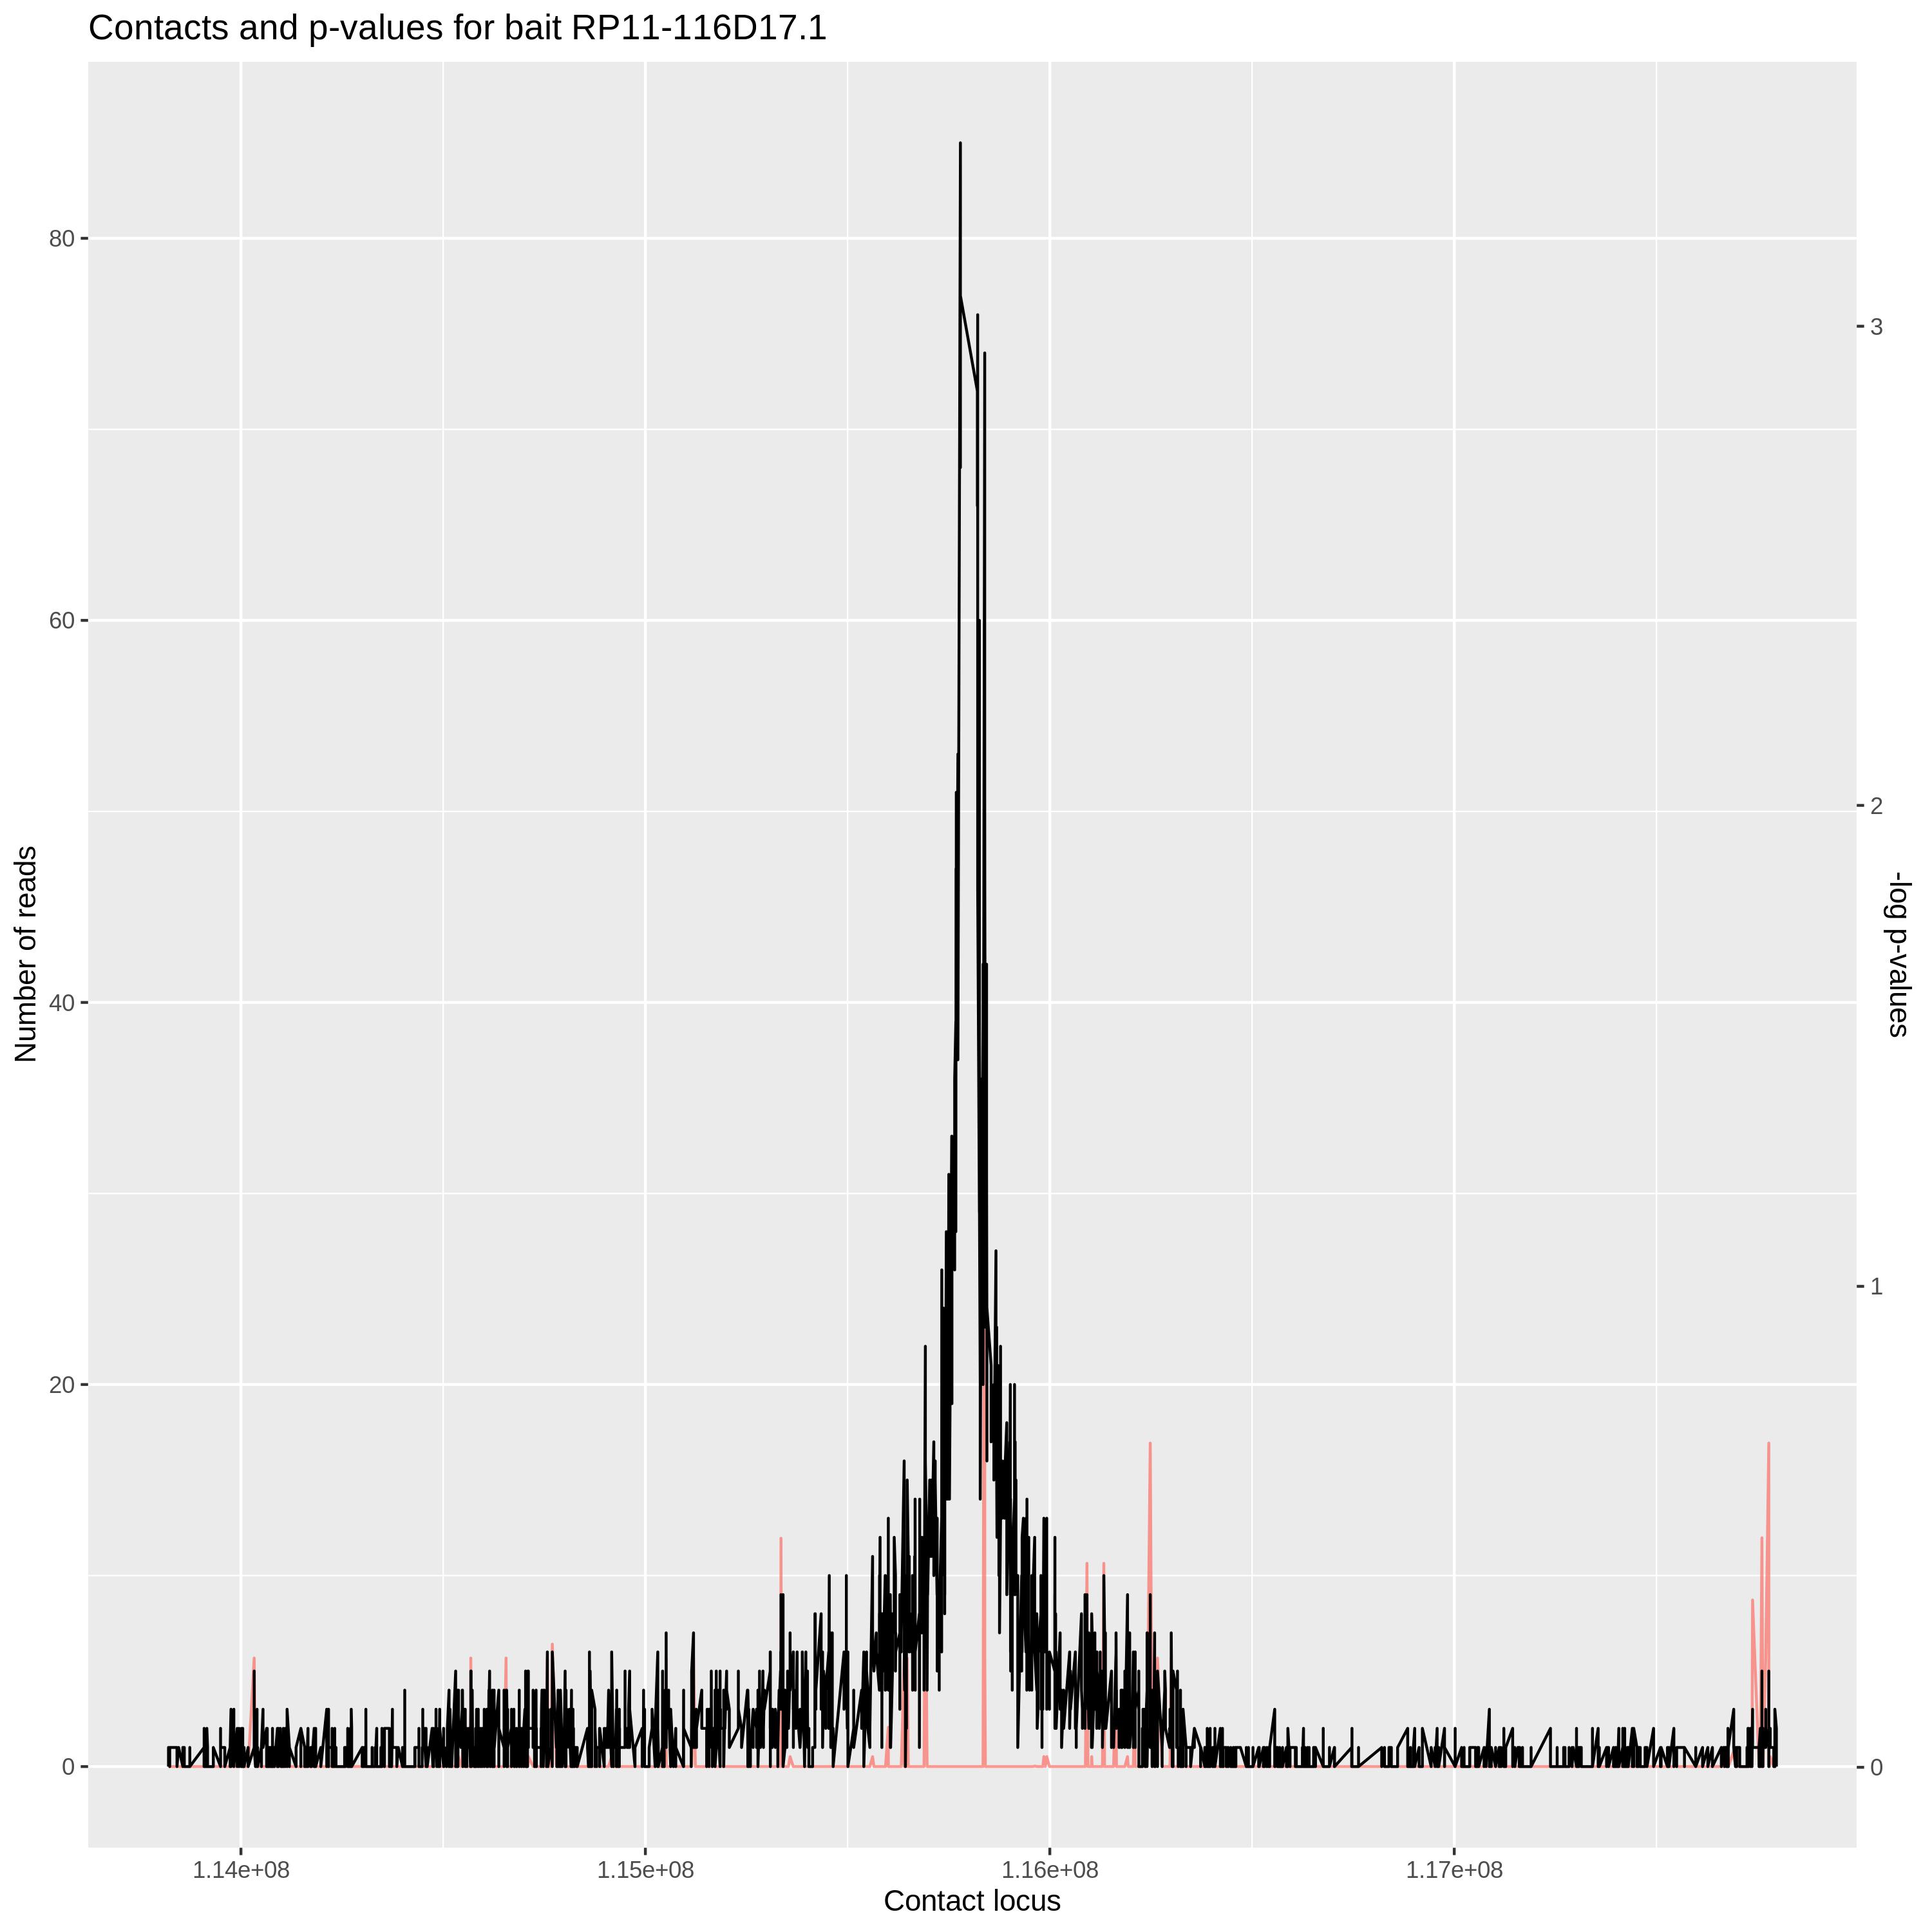 Contacts and p-values for bait RP11-116D17.1
80
60
40
20
0
Number of reads
3
2
1
0
-log p-values
1.14e+08 1.15e+08 1.16e+08 1.17e+08
Contact locus